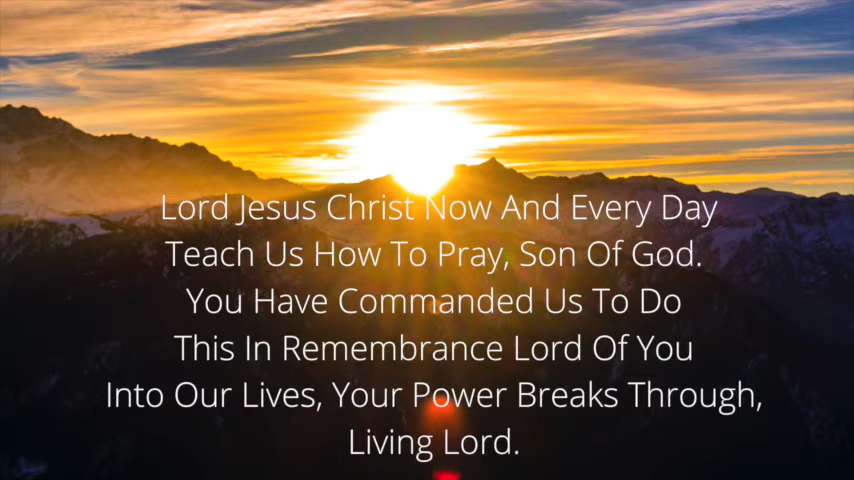 Lord Jesus Christ Now And Every Day
Teach Us How To Pray, Son Of God.
You Have Commanded Us To Do
This In Remembrance Lord Of You
Into Our Lives, Your Power Breaks Through,
Living Lord.